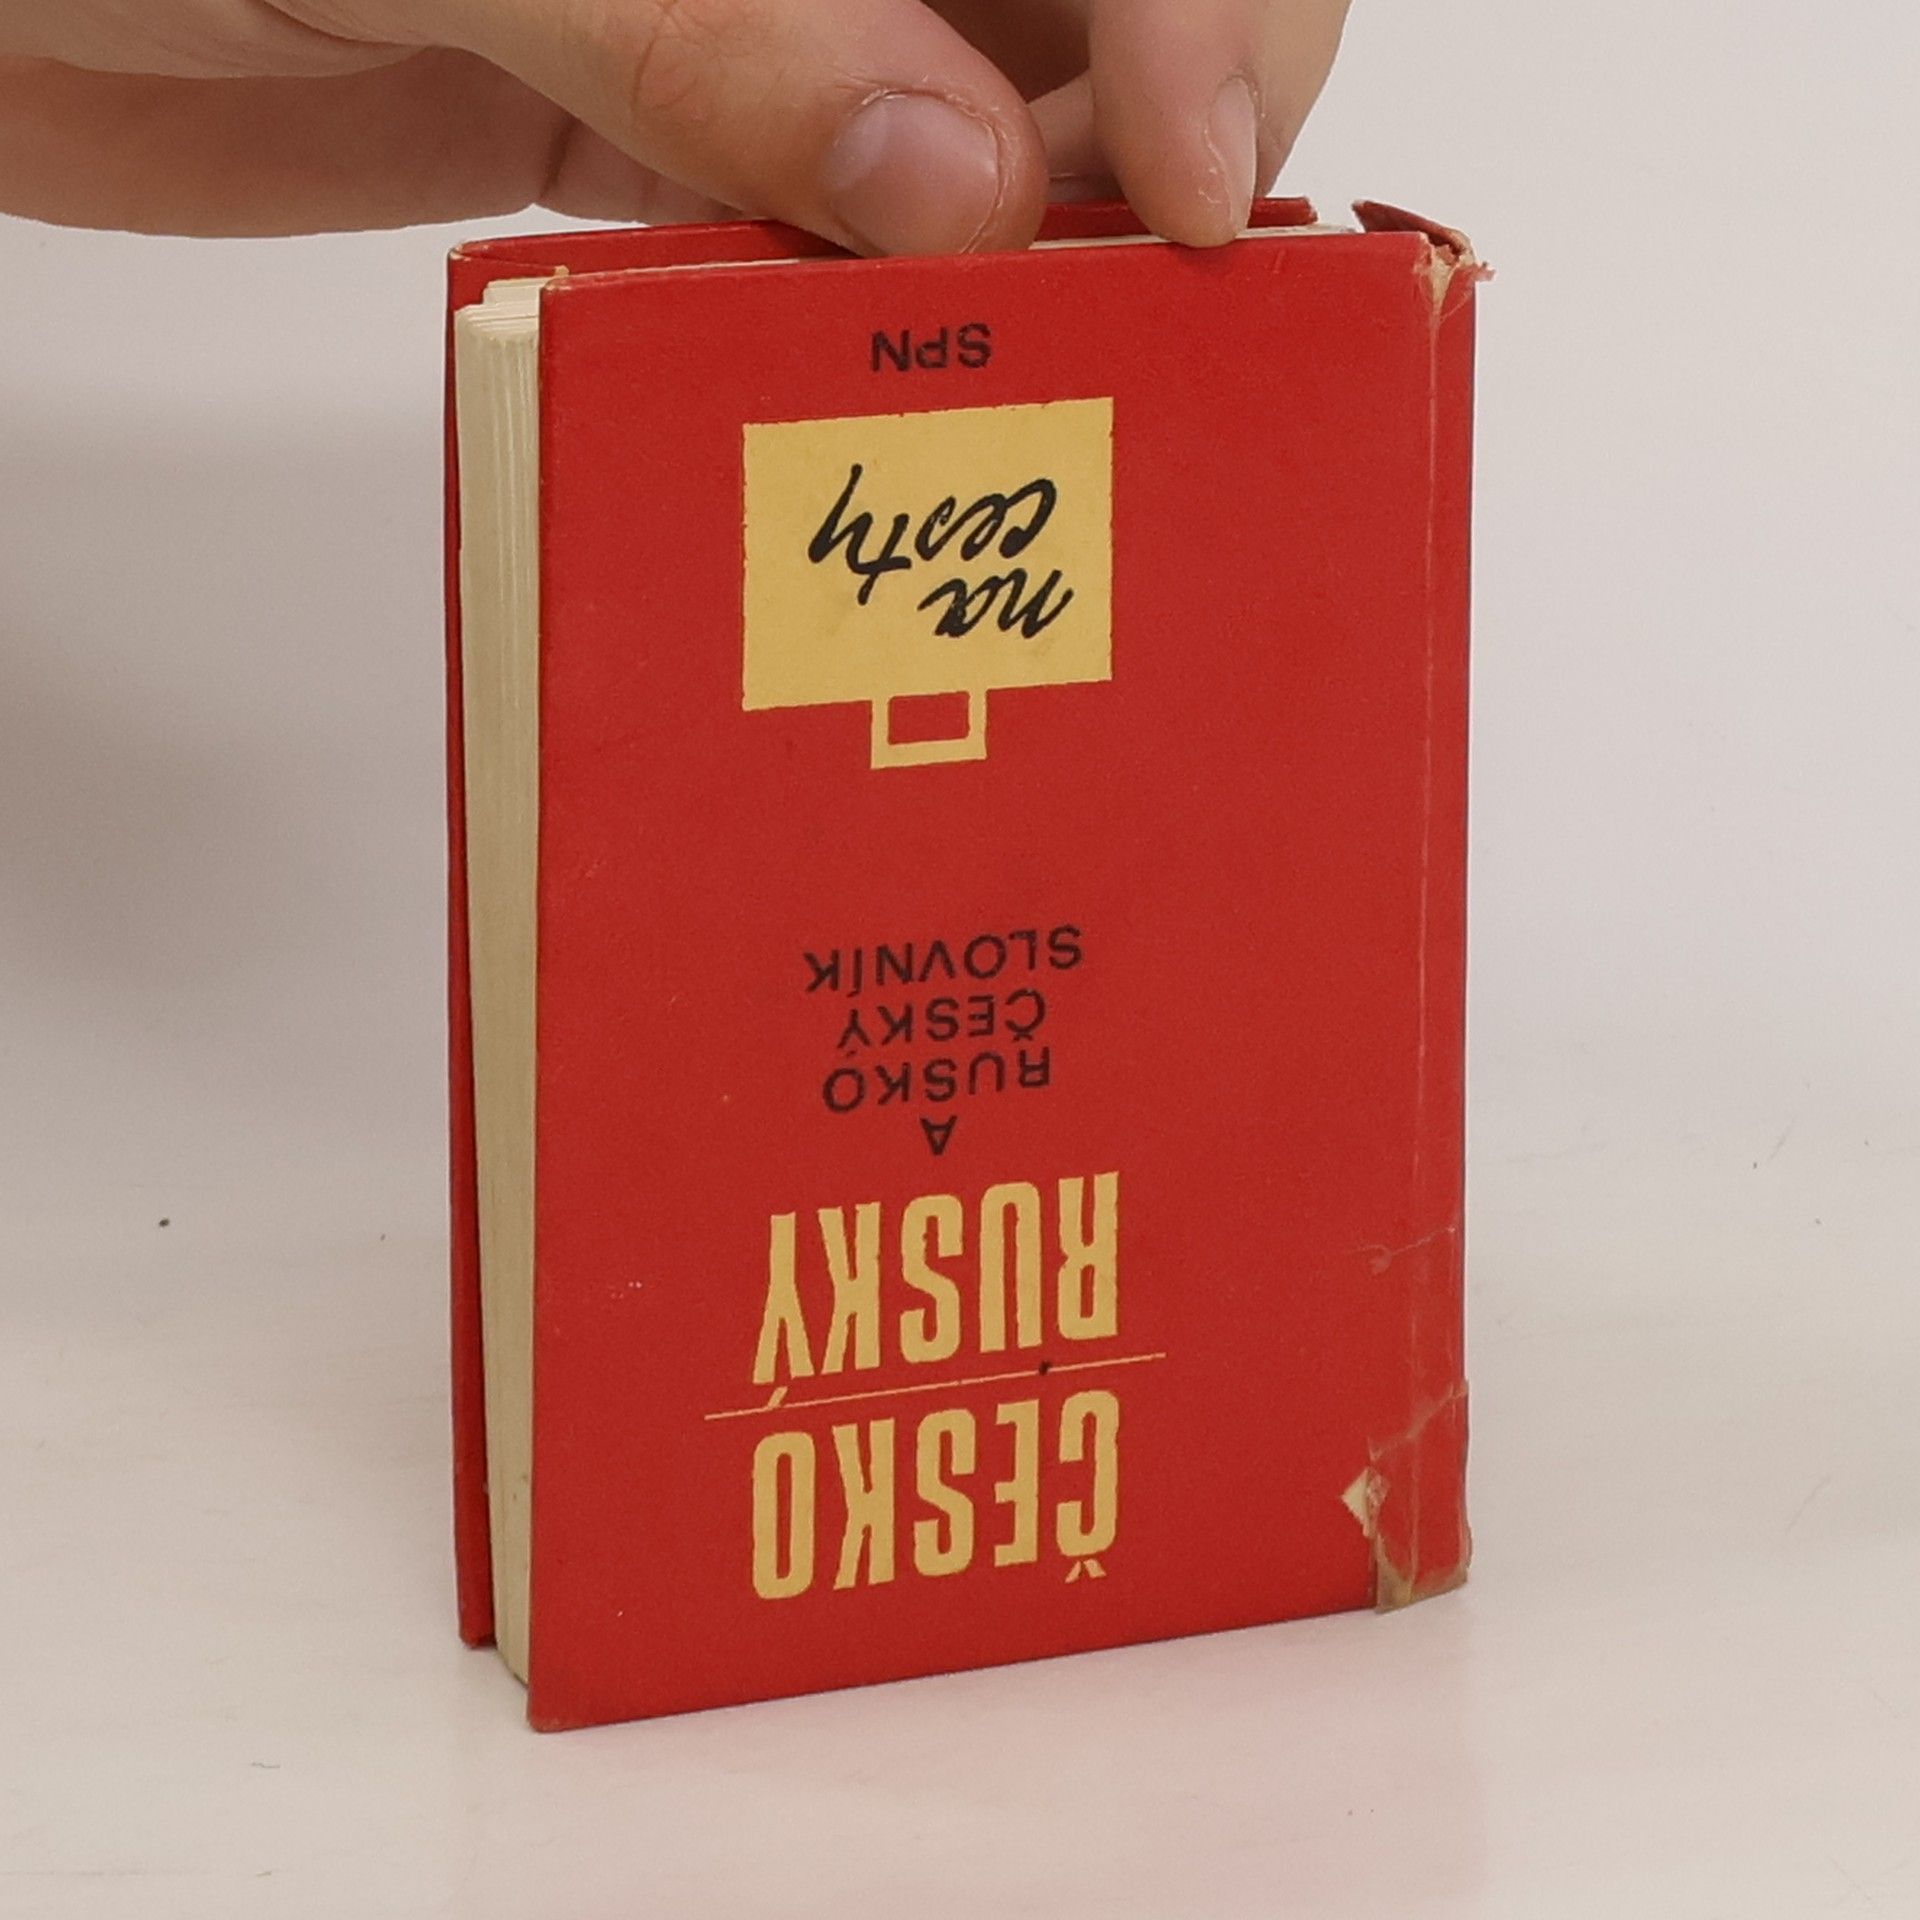 ČESKO
RUSKÝ
A
RUSKO
ČESKÝ
SLOVNÍK
na
cesty
SPN